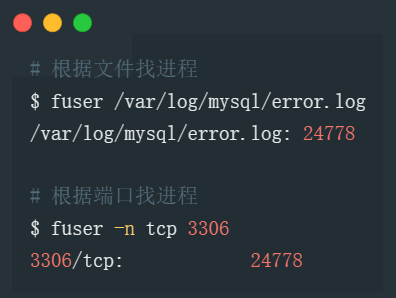 # 根据文件找进程
$ fuser /var/log/mysql/error.log
/var/log/mysql/error.log: 24778
# 根据端口找进程
$ fuser -n tcp 3306
3306/tcp:            24778